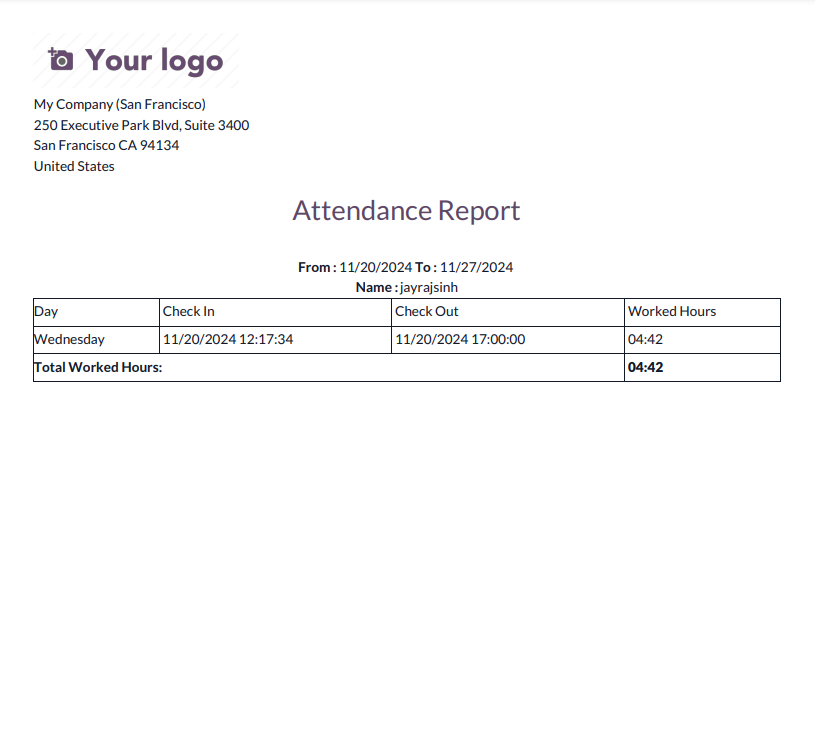 Your logo
My Company (San Francisco)
250 Executive Park Blvd, Suite 3400
San Francisco CA 94134
United States
Attendance Report
From : 11/20/2024 To : 11/27/2024
Name : jayrajsinh
Day Check In Check Out Worked Hours
Wednesday 11/20/2024 12:17:34 11/20/2024 17:00:00 04:42
Total Worked Hours: 04:42